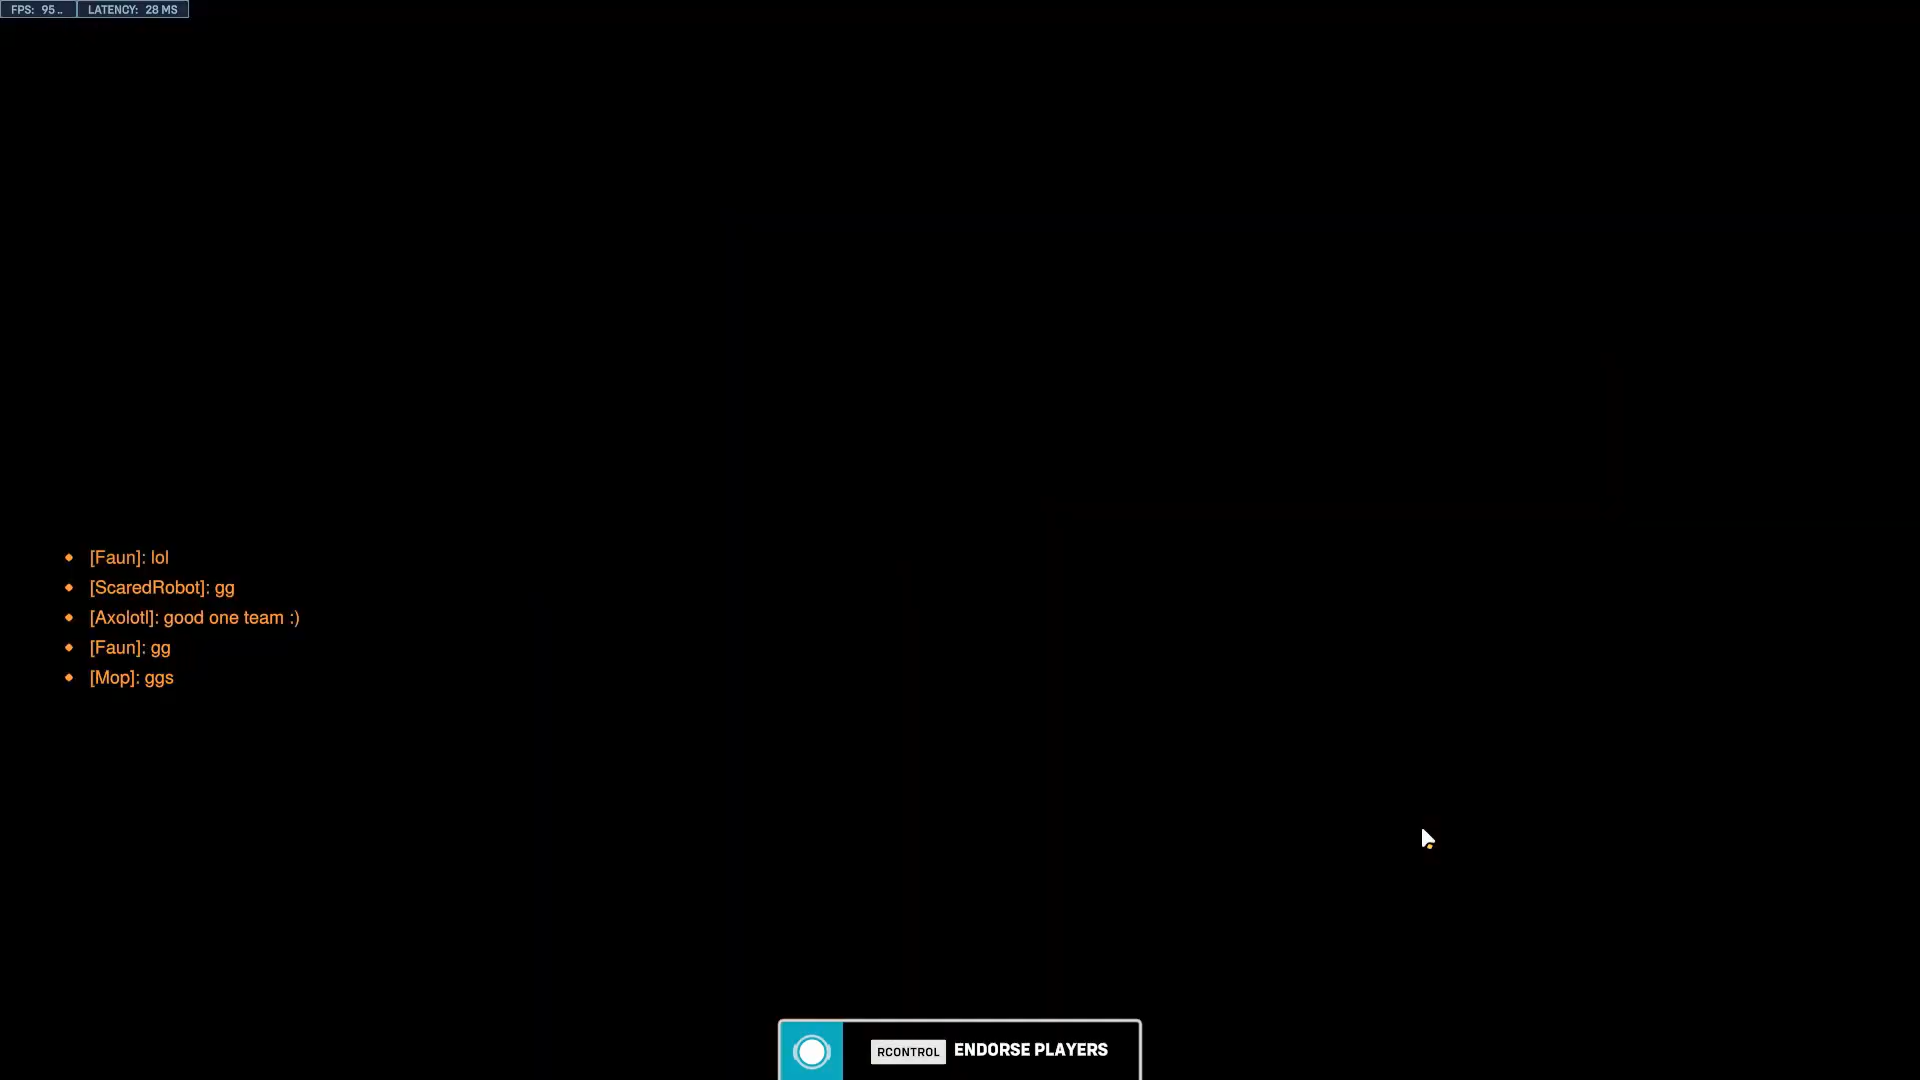 FPS: 95 ..
LATENCY: 28 MS
[Faun]: lol
[ScaredRobot]: gg
[Axolotl]: good one team :)
[Faun]: gg
[Mop]: ggs
RCONTROL ENDORSE PLAYERS